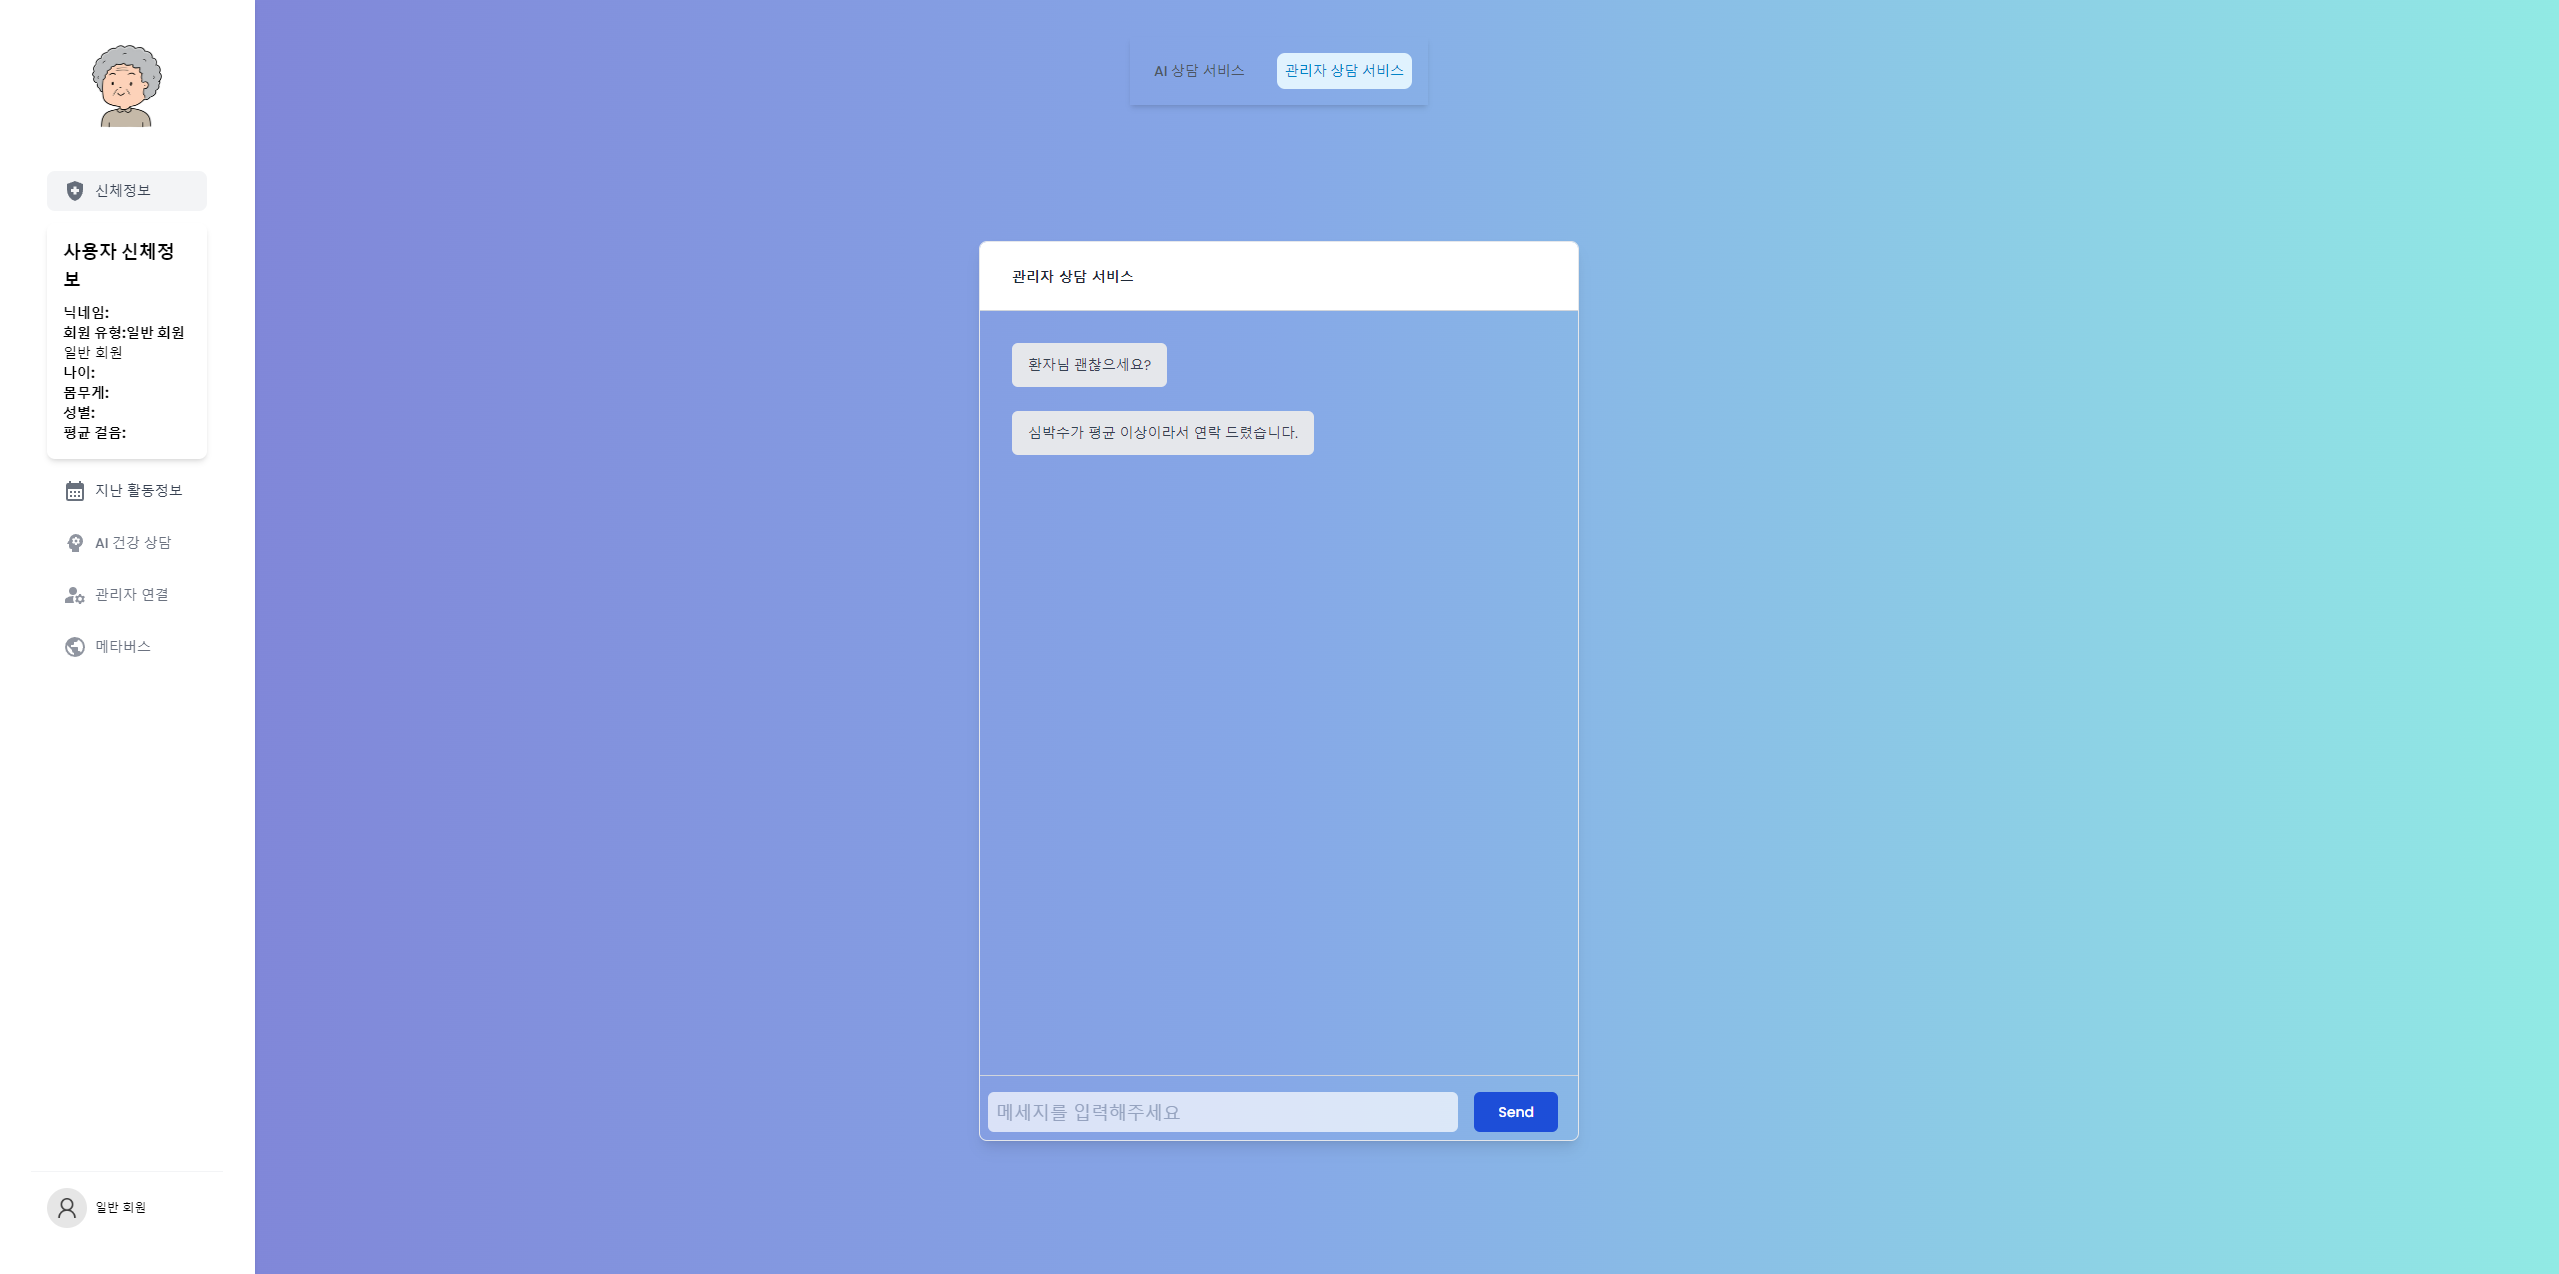 신체정보
사용자 신체정
보
닉네임:
회원 유형:일반 회원
일반 회원
나이:
몸무게:
성별:
평균 걸음:
지난 활동정보
AI 건강 상담
관리자 연결
메타버스
일반 회원
AI 상담 서비스
관리자 상담 서비스
관리자 상담 서비스
환자님 괜찮으세요?
심박수가 평균 이상이라서 연락 드렸습니다.
메세지를 입력해주세요
Send